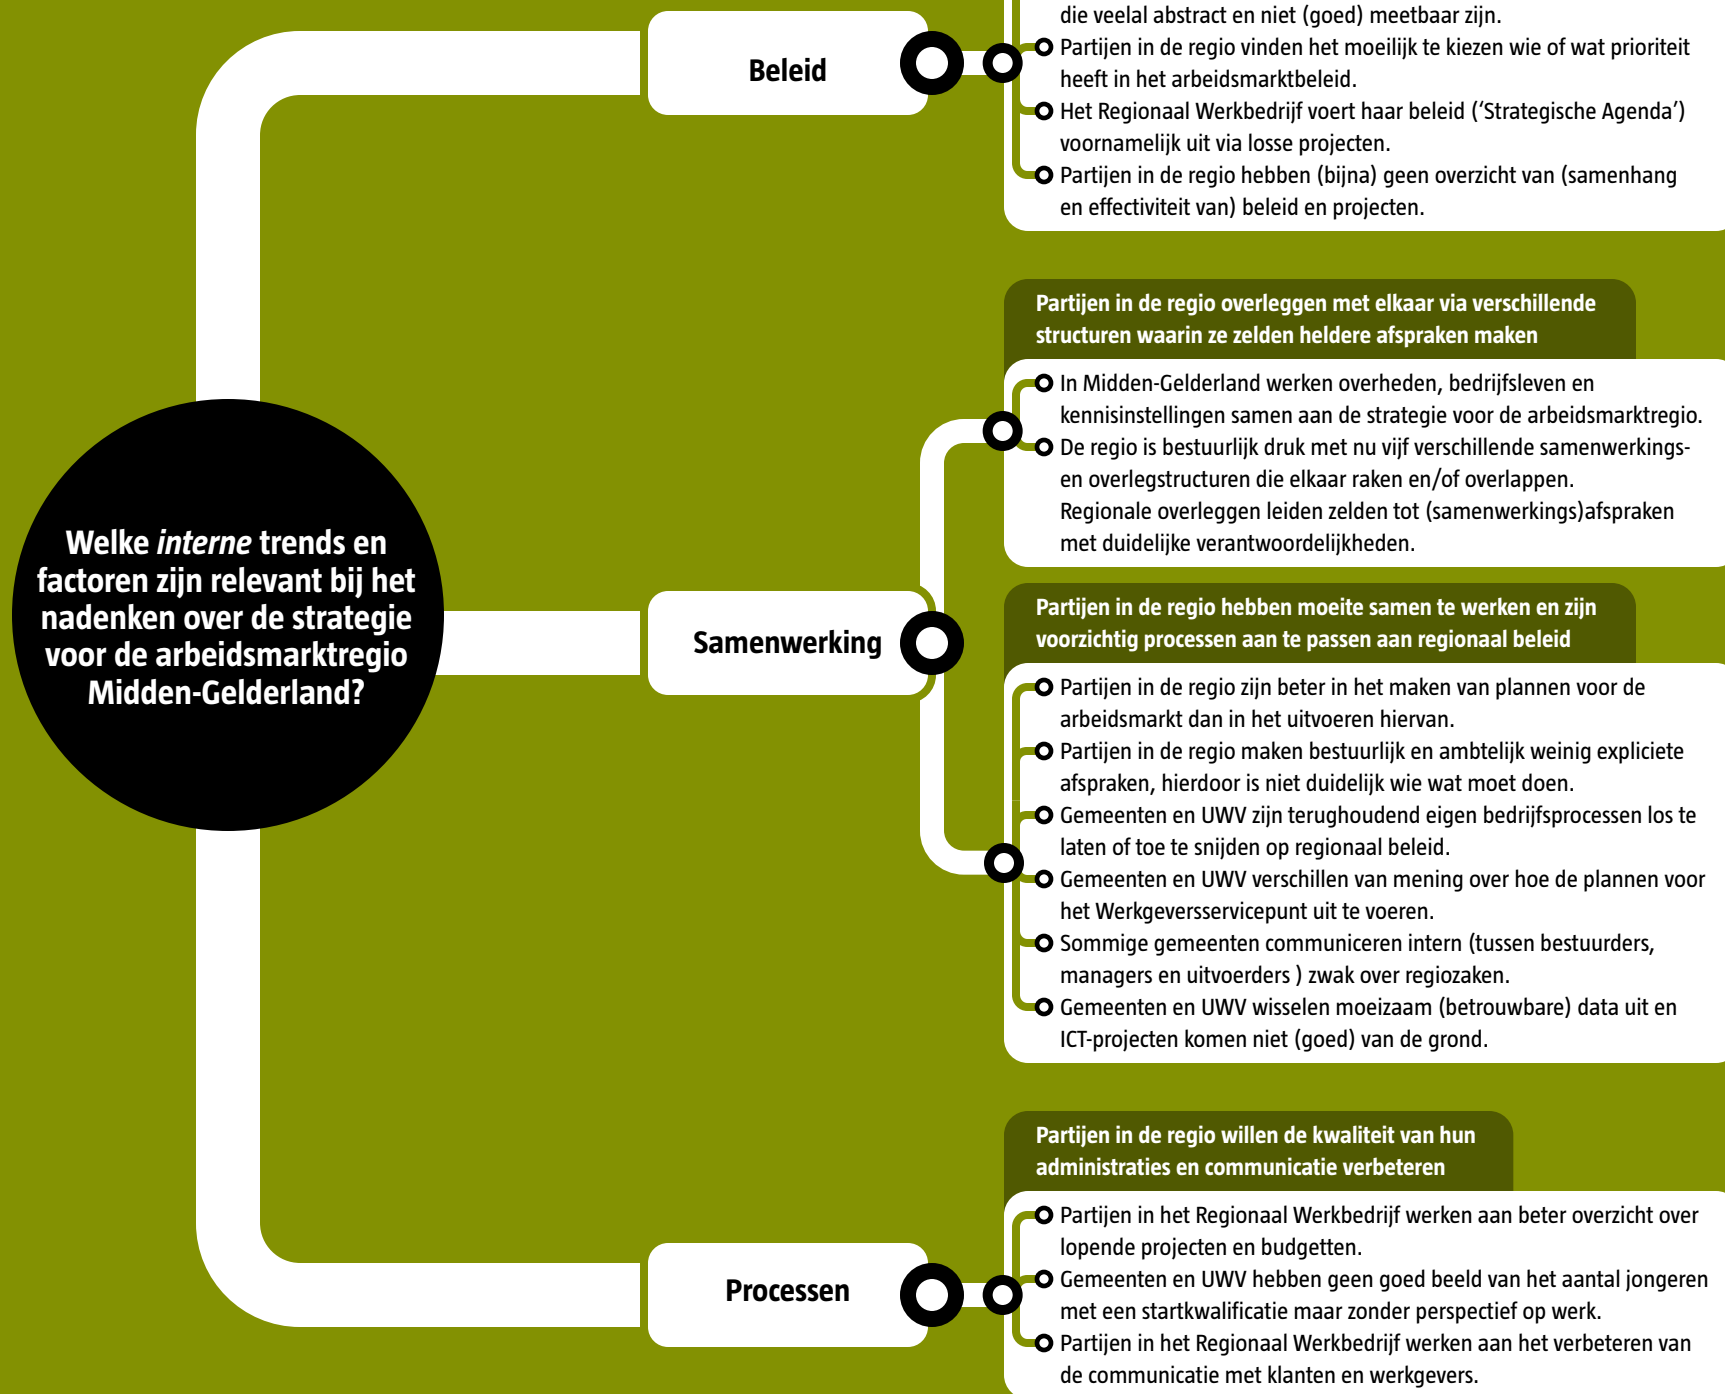 Welke interne trends en
factoren zijn relevant bij het
nadenken over de strategie
voor de arbeidsmarktregio
Midden-Gelderland?
Beleid
die veelal abstract en niet (goed) meetbaar zijn.
Partijen in de regio vinden het moeilijk te kiezen wie of wat prioriteit
heeft in het arbeidsmarktbeleid.
Het Regionaal Werkbedrijf voert haar beleid (‘Strategische Agenda’)
voornamelijk uit via losse projecten.
Partijen in de regio hebben (bijna) geen overzicht van (samenhang
en effectiviteit van) beleid en projecten.
Samenwerking
Partijen in de regio overleggen met elkaar via verschillende
structuren waarin ze zelden heldere afspraken maken
In Midden-Gelderland werken overheden, bedrijfsleven en
kennisinstellingen samen aan de strategie voor de arbeidsmarktregio.
De regio is bestuurlijk druk met nu vijf verschillende samenwerkings-
en overlegstructuren die elkaar raken en/of overlappen.
Regionale overleggen leiden zelden tot (samenwerkings)afspraken
met duidelijke verantwoordelijkheden.
Partijen in de regio hebben moeite samen te werken en zijn
voorzichtig processen aan te passen aan regionaal beleid
Partijen in de regio zijn beter in het maken van plannen voor de
arbeidsmarkt dan in het uitvoeren hiervan.
Partijen in de regio maken bestuurlijk en ambtelijk weinig expliciete
afspraken, hierdoor is niet duidelijk wie wat moet doen.
Gemeenten en UWV zijn terughoudend eigen bedrijfsprocessen los te
laten of toe te snijden op regionaal beleid.
Gemeenten en UWV verschillen van mening over hoe de plannen voor
het Werkgeversservicepunt uit te voeren.
Sommige gemeenten communiceren intern (tussen bestuurders,
managers en uitvoerders ) zwak over regiozaken.
Gemeenten en UWV wisselen moeizaam (betrouwbare) data uit en
ICT-projecten komen niet (goed) van de grond.
Processen
Partijen in de regio willen de kwaliteit van hun
administraties en communicatie verbeteren
Partijen in het Regionaal Werkbedrijf werken aan beter overzicht over
lopende projecten en budgetten.
Gemeenten en UWV hebben geen goed beeld van het aantal jongeren
met een startkwalificatie maar zonder perspectief op werk.
Partijen in het Regionaal Werkbedrijf werken aan het verbeteren van
de communicatie met klanten en werkgevers.